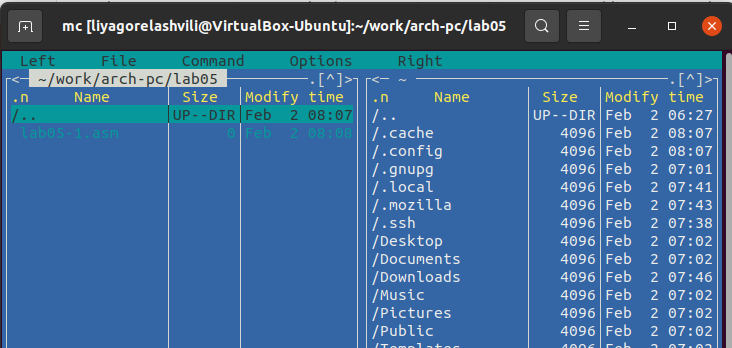 mc [liyagorelashvili@VirtualBox-Ubuntu]:~/work/arch-pc/lab05
Left File Command Options Right
<─ ~/work/arch-pc/lab05 ─.[^]>
.n Name Size Modify time
/.. UP--DIR Feb 2 08:07
lab05-1.asm 0 Feb 2 08:08
<─ ~ ─.[^]>
.n Name Size Modify time
/.. UP--DIR Feb 2 06:27
/.cache 4096 Feb 2 08:07
/.config 4096 Feb 2 08:07
/.gnupg 4096 Feb 2 07:01
/.local 4096 Feb 2 07:41
/.mozilla 4096 Feb 2 07:43
/.ssh 4096 Feb 2 07:38
/Desktop 4096 Feb 2 07:02
/Documents 4096 Feb 2 07:02
/Downloads 4096 Feb 2 07:46
/Music 4096 Feb 2 07:02
/Pictures 4096 Feb 2 07:02
/Public 4096 Feb 2 07:02
/Templates 4096 Feb 2 07:02